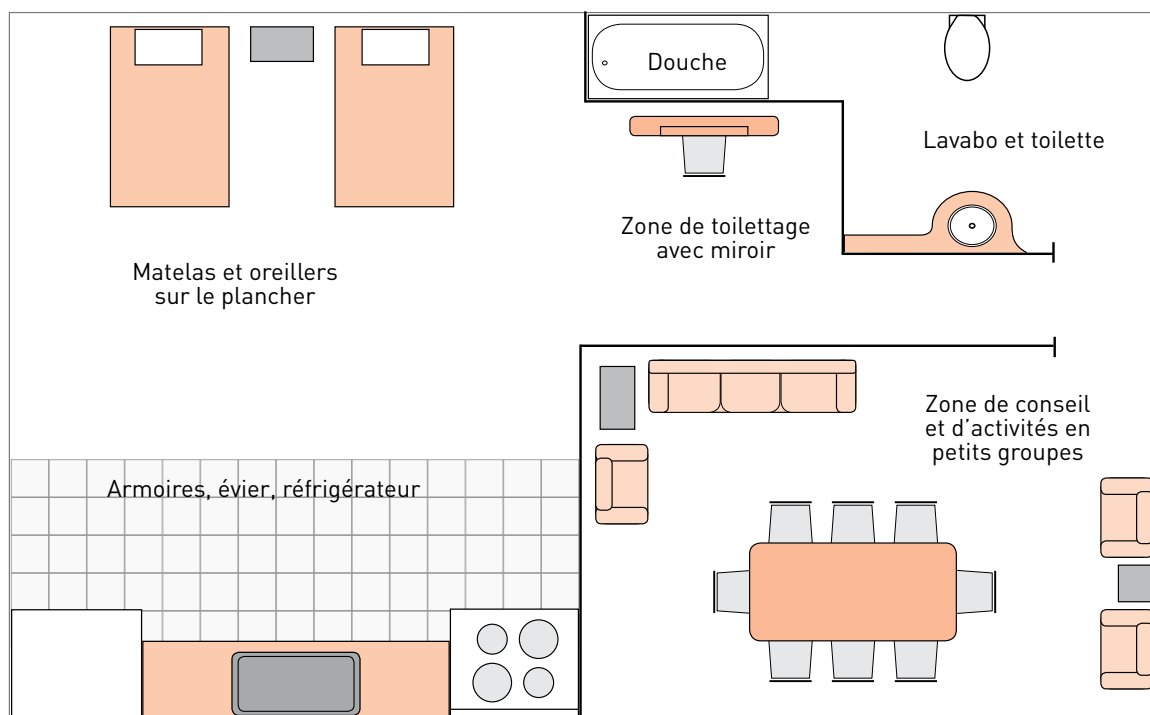 Douche
Lavabo et toilette
Zone de toilettage
avec miroir
Matelas et oreillers
sur le plancher
Zone de conseil
et d’activités en
petits groupes
Armoires, évier, réfrigérateur